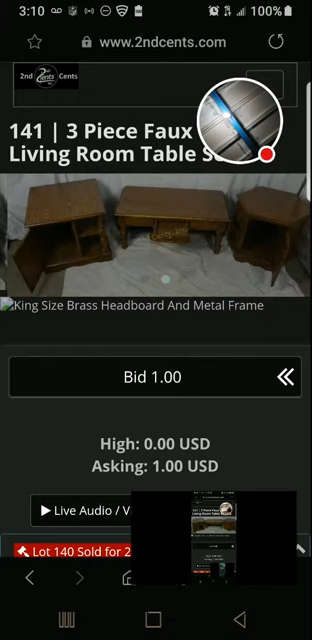 3:10
100%
www.2ndcents.com
2nd 2nd Cents Cents
141 | 3 Piece Faux
Living Room Table S
King Size Brass Headboard And Metal Frame
Bid 1.00
High: 0.00 USD
Asking: 1.00 USD
Live Audio / V
Lot 140 Sold for 2